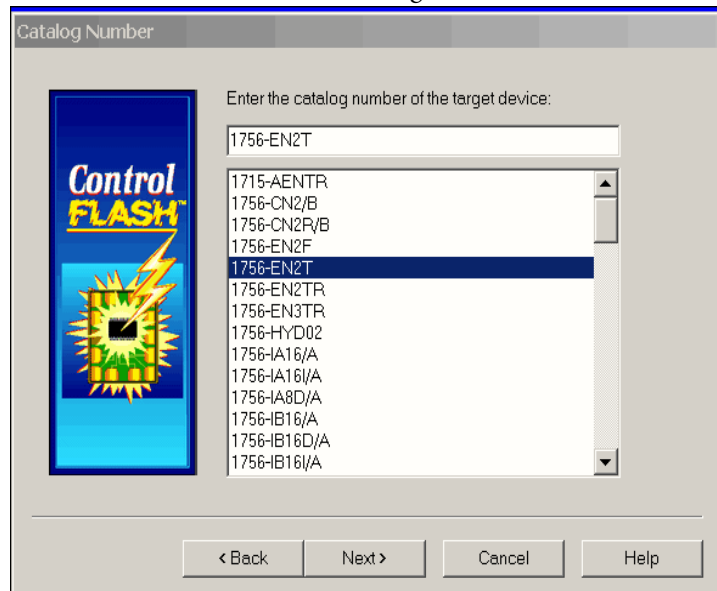 Catalog Number
Enter the catalog number of the target device:
1756-EN2T
Control
FLASH™
1715-AENTR
1756-CN2/B
1756-CN2R/B
1756-EN2F
1756-EN2T
1756-EN2TR
1756-EN3TR
1756-HYD02
1756-IA16/A
1756-IA16I/A
1756-IA8D/A
1756-IB16/A
1756-IB16D/A
1756-IB16I/A
< Back
Next >
Cancel
Help